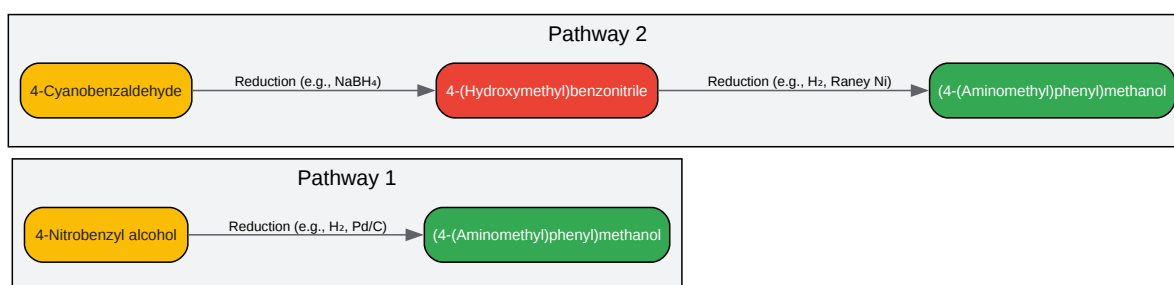 Pathway 2
4-Cyanobenzaldehyde
Reduction (e.g., NaBH₄)
4-(Hydroxymethyl)benzonitrile
Reduction (e.g., H₂, Raney Ni)
(4-(Aminomethyl)phenyl)methanol
Pathway 1
4-Nitrobenzyl alcohol
Reduction (e.g., H₂, Pd/C)
(4-(Aminomethyl)phenyl)methanol